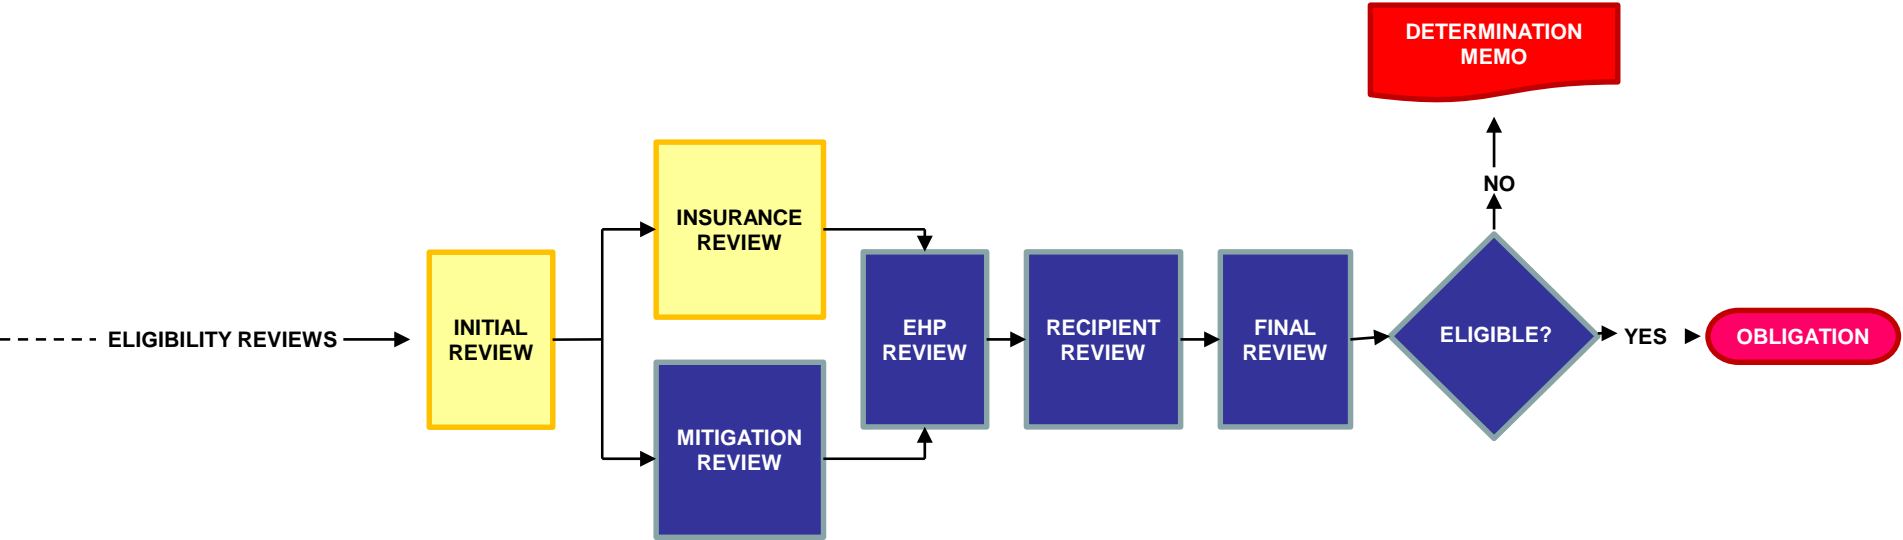 DETERMINATION
MEMO
NO
INSURANCE
REVIEW
ELIGIBILITY REVIEWS
INITIAL
REVIEW
MITIGATION
REVIEW
EHP
REVIEW
RECIPIENT
REVIEW
FINAL
REVIEW
ELIGIBLE?
YES
OBLIGATION